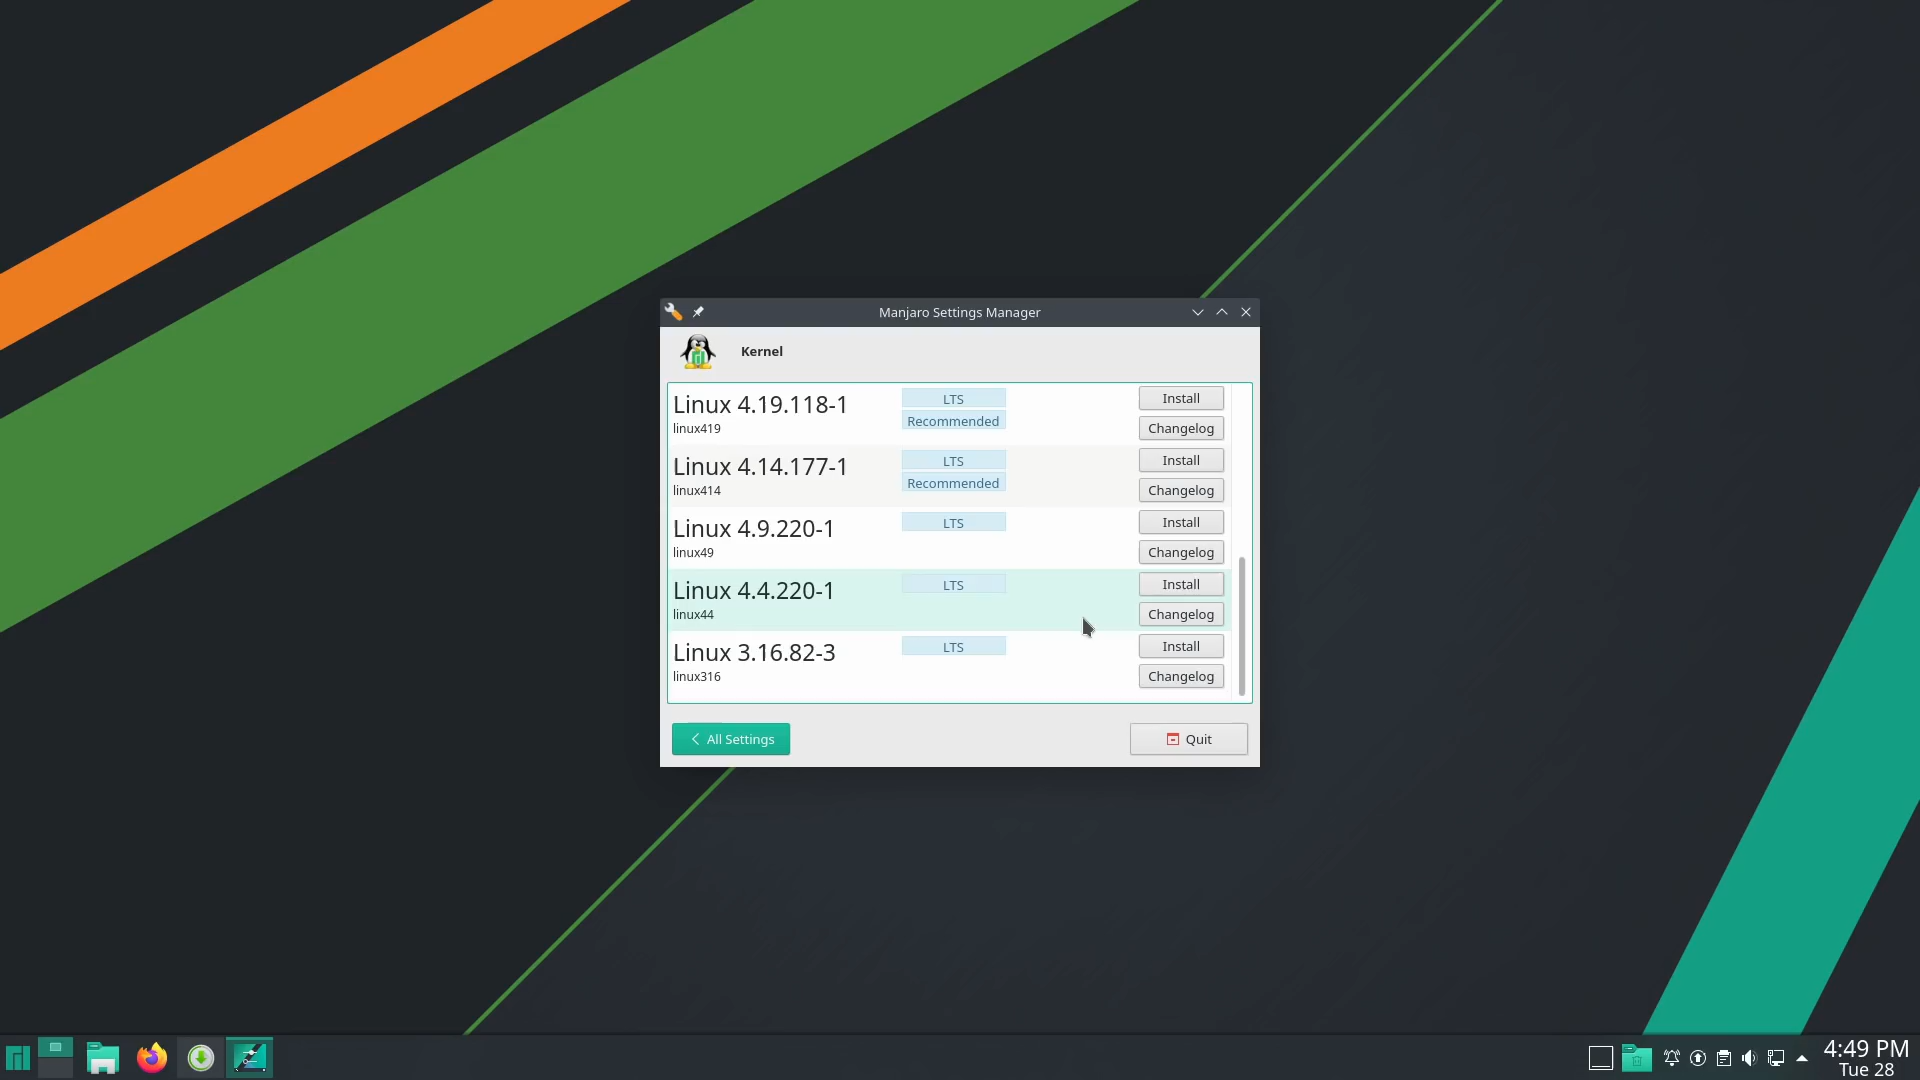 Manjaro Settings Manager
Kernel
Linux 4.19.118-1
linux419
LTS
Recommended
Install
Changelog
Linux 4.14.177-1
linux414
LTS
Recommended
Install
Changelog
Linux 4.9.220-1
linux49
LTS
Install
Changelog
Linux 4.4.220-1
linux44
LTS
Install
Changelog
Linux 3.16.82-3
linux316
LTS
Install
Changelog
All Settings
Quit
4:49 PM
Tue 28